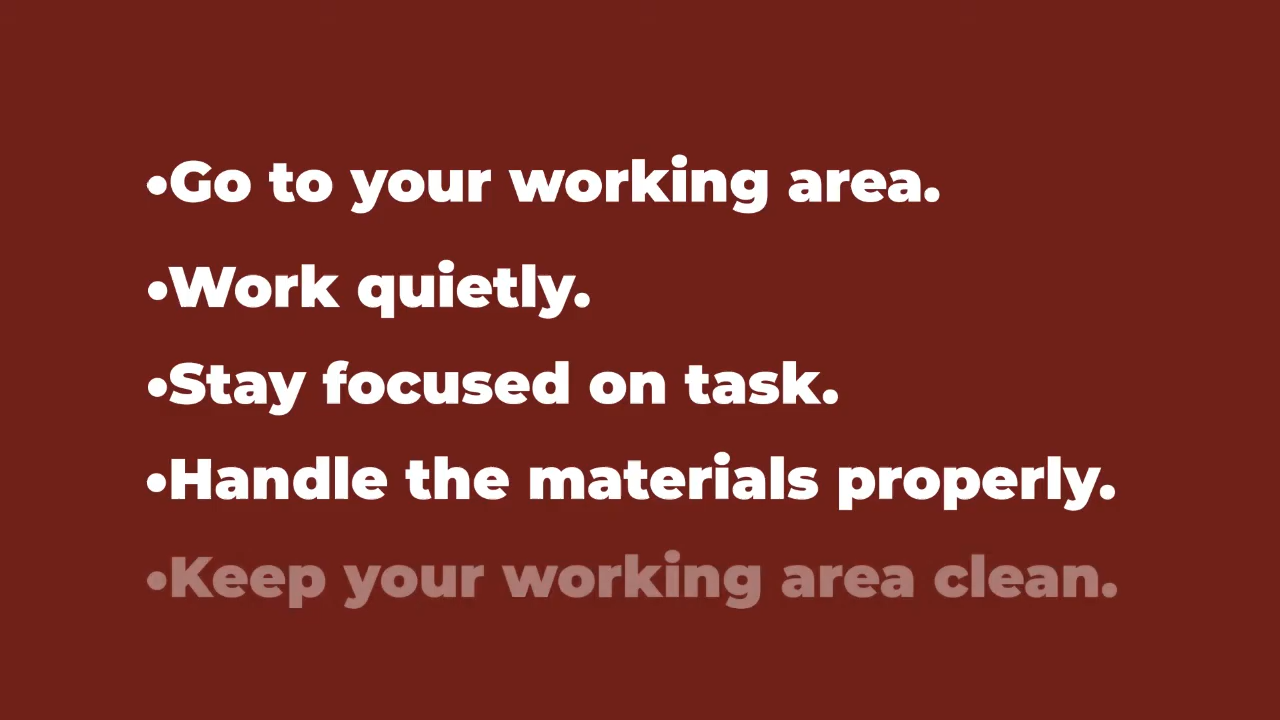 •Go to your working area.
•Work quietly.
•Stay focused on task.
•Handle the materials properly.
•Keep your working area clean.